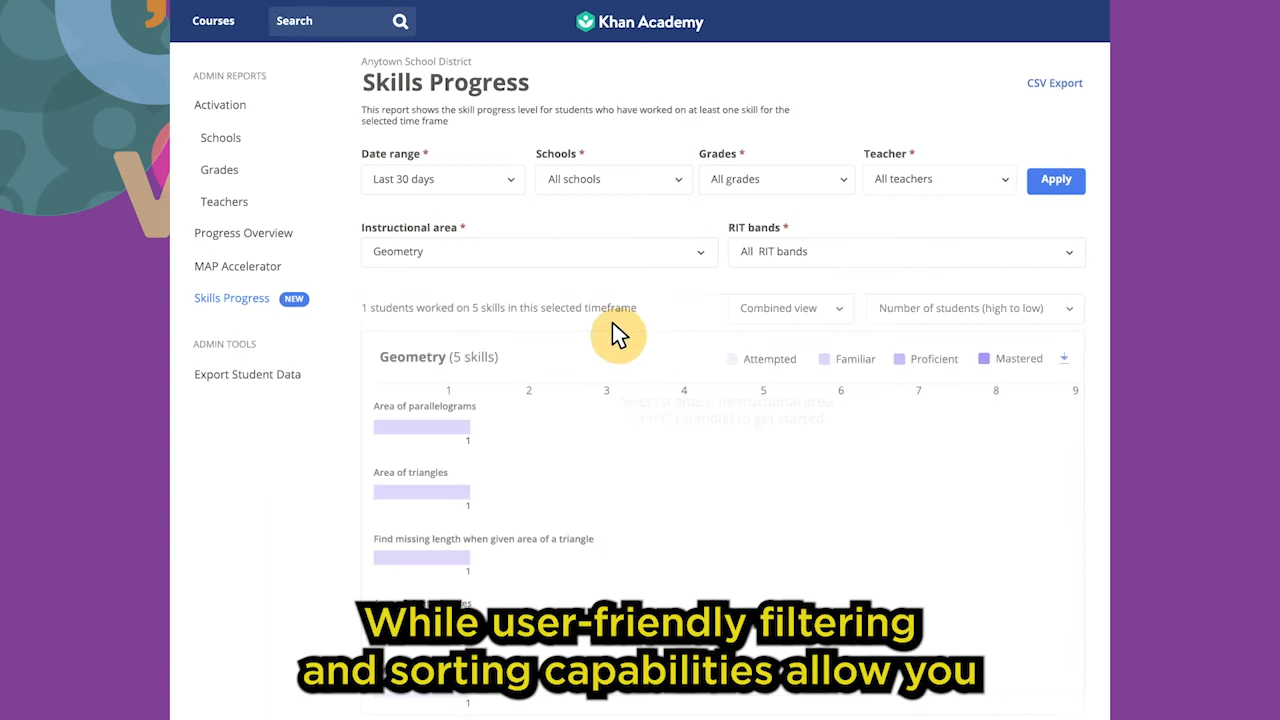 Courses
Search
Khan Academy
ADMIN REPORTS
Activation
Schools
Grades
Teachers
Progress Overview
MAP Accelerator
Skills Progress NEW
ADMIN TOOLS
Export Student Data
Anytown School District
Skills Progress
CSV Export
This report shows the skill progress level for students who have worked on at least one skill for the
selected time frame
Date range * Schools * Grades * Teacher *
Last 30 days All schools All grades All teachers Apply
Instructional area * RIT bands *
Geometry All RIT bands
1 students worked on 5 skills in this selected timeframe Combined view Number of students (high to low)
Geometry (5 skills) Attempted Familiar Proficient Mastered
1 2 3 4 5 6 7 8 9
to get started
Area of parallelograms
1
Area of triangles
1
Find missing length when given area of a triangle
1
While user-friendly filtering
and sorting capabilities allow you
1